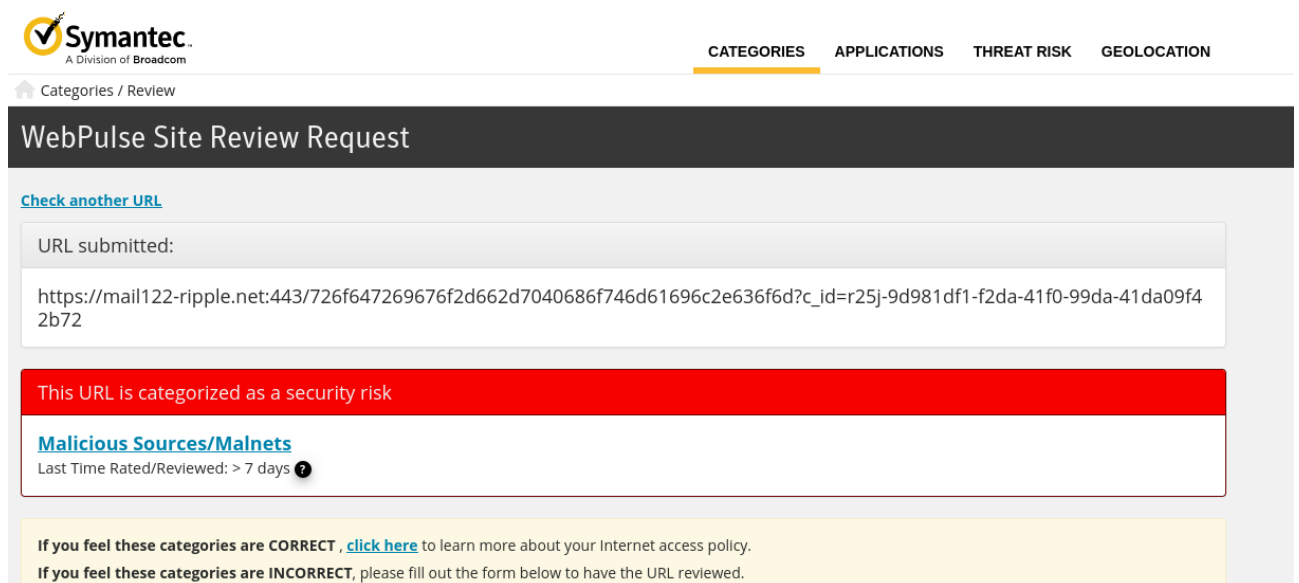 Symantec.
A Division of Broadcom
CATEGORIES APPLICATIONS THREAT RISK GEOLOCATION
Categories / Review
WebPulse Site Review Request
Check another URL
URL submitted:
https://mail122-ripple.net:443/726f647269676f2d662d7040686f746d61696c2e636f6d?c_id=r25j-9d981df1-f2da-41f0-99da-41da09f4
2b72
This URL is categorized as a security risk
Malicious Sources/Malnets
Last Time Rated/Reviewed: > 7 days ?
If you feel these categories are CORRECT , click here to learn more about your Internet access policy.
If you feel these categories are INCORRECT, please fill out the form below to have the URL reviewed.